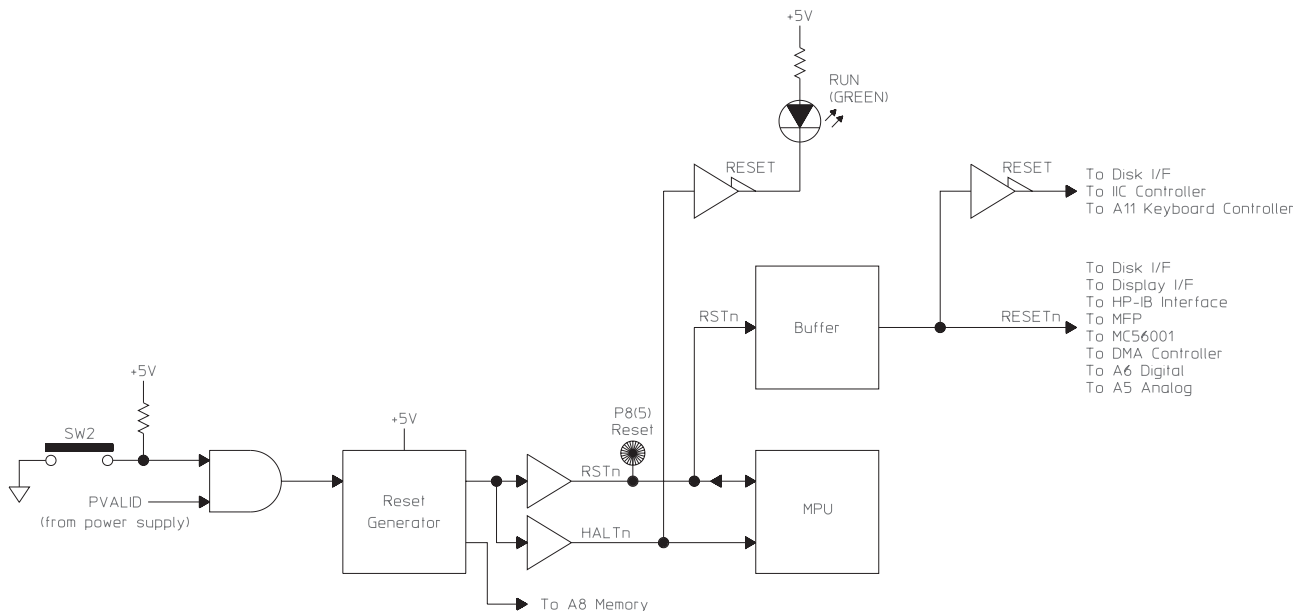 +5V
RUN
(GREEN)
RESET
RESET
To Disk I/F
To IIC Controller
To A11 Keyboard Controller
RSTn
Buffer
RESETn
To Disk I/F
To Display I/F
To HP-IB Interface
To MFP
To MC56001
To DMA Controller
To A6 Digital
To A5 Analog
+5V
SW2
PVALID
(from power supply)
+5V
Reset
Generator
P8(5)
Reset
RSTn
HALTn
MPU
To A8 Memory